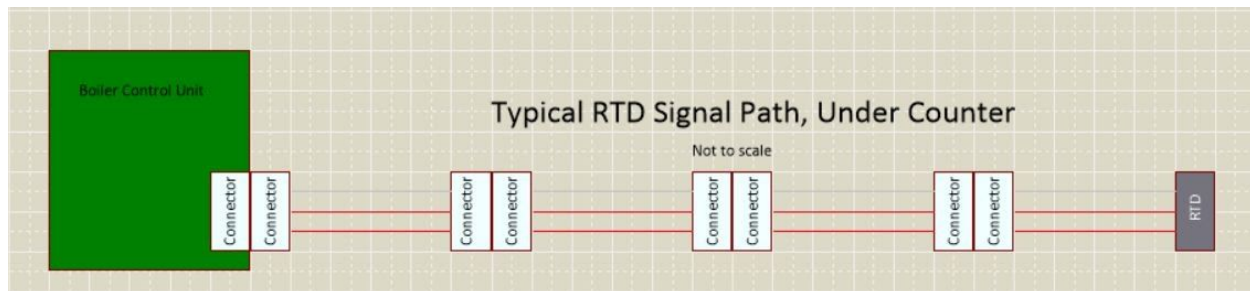 Boiler Control Unit
Typical RTD Signal Path, Under Counter
Not to scale
Connector
Connector
Connector
Connector
Connector
Connector
Connector
Connector
RTD